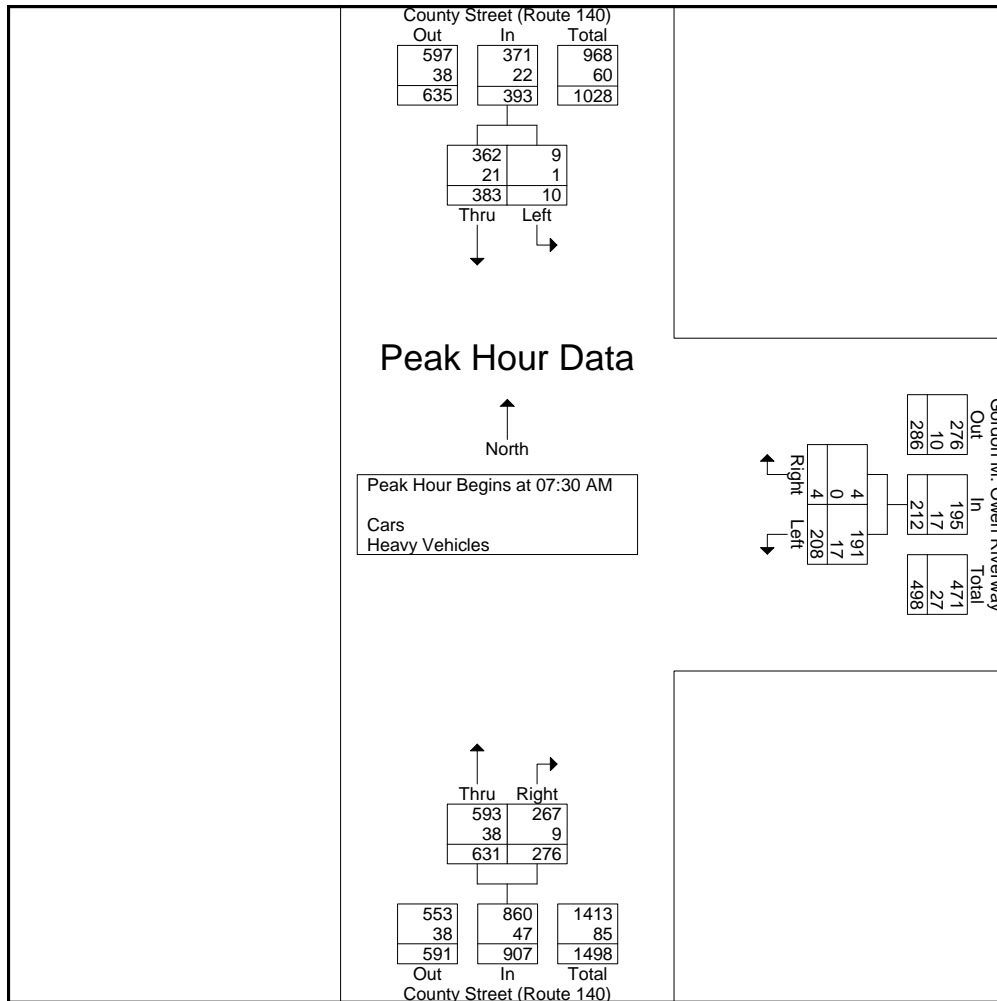 County Street (Route 140)
Out In Total
597 371 968
38 22 60
635 393 1028
362 9
21 1
383 10
Thru Left
Peak Hour Data
North
Peak Hour Begins at 07:30 AM
Cars
Heavy Vehicles
Right Left
4 191
0 17
4 208
Gordon M. Owen Riverway
Out In Total
276 195 471
10 17 27
286 212 498
Thru Right
593 267
38 9
631 276
553 860 1413
38 47 85
591 907 1498
Out In Total
County Street (Route 140)